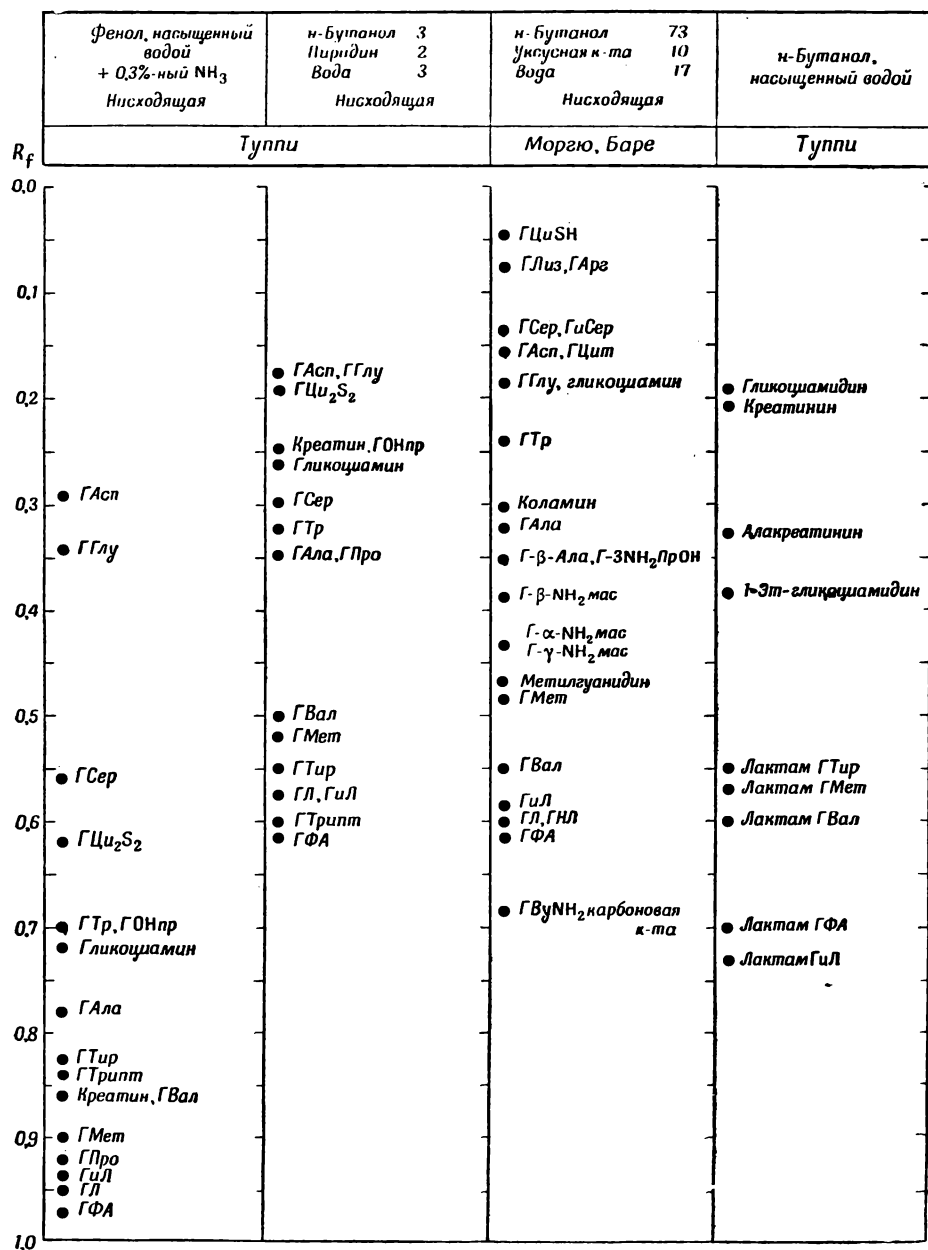 Фенол, насыщенный
водой
+ 0,3%-ный NH3
Нисходящая
н-Бутанол 3
Пиридин 2
Вода 3
Нисходящая
н-Бутанол 73
Уксусная к-та 10
Вода 17
Нисходящая
н-Бутанол,
насыщенный водой
Rf
Туппи
Моргю, Баре
Туппи
0,0
0,1
0,2
0,3
0,4
0,5
0,6
0,7
0,8
0,9
1,0
ГАсп
ГГлу
ГСер
ГЦи2S2
ГТр, ГОНпр
Гликоциамин
ГАла
ГТир
ГТрипт
Креатин, ГВал
ГМет
ГПро
ГиЛ
ГЛ
ГФА
ГАсп, ГГлу
ГЦи2S2
Креатин, ГОНпр
Гликоциамин
ГСер
ГТр
ГАла, ГПро
ГВал
ГМет
ГТир
ГЛ, ГиЛ
ГТрипт
ГФА
ГЦиSH
ГЛиз, ГАрг
ГСер, ГиСер
ГАсп, ГЦит
ГГлу, гликоциамин
ГТр
Коламин
ГАла
Г-β-Ала, Г-3NH2ПрОН
Г-β-NH2мас
Г-α-NH2мас
Г-γ-NH2мас
Метилгуанидин
ГМет
ГВал
ГиЛ
ГЛ, ГНЛ
ГФА
ГВуNH2карбоновая
к-та
Гликоциамидин
Креатинин
Алакреатинин
1-Эт-гликоциамидин
Лактам ГТир
Лактам ГМет
Лактам ГВал
Лактам ГФА
Лактам ГиЛ